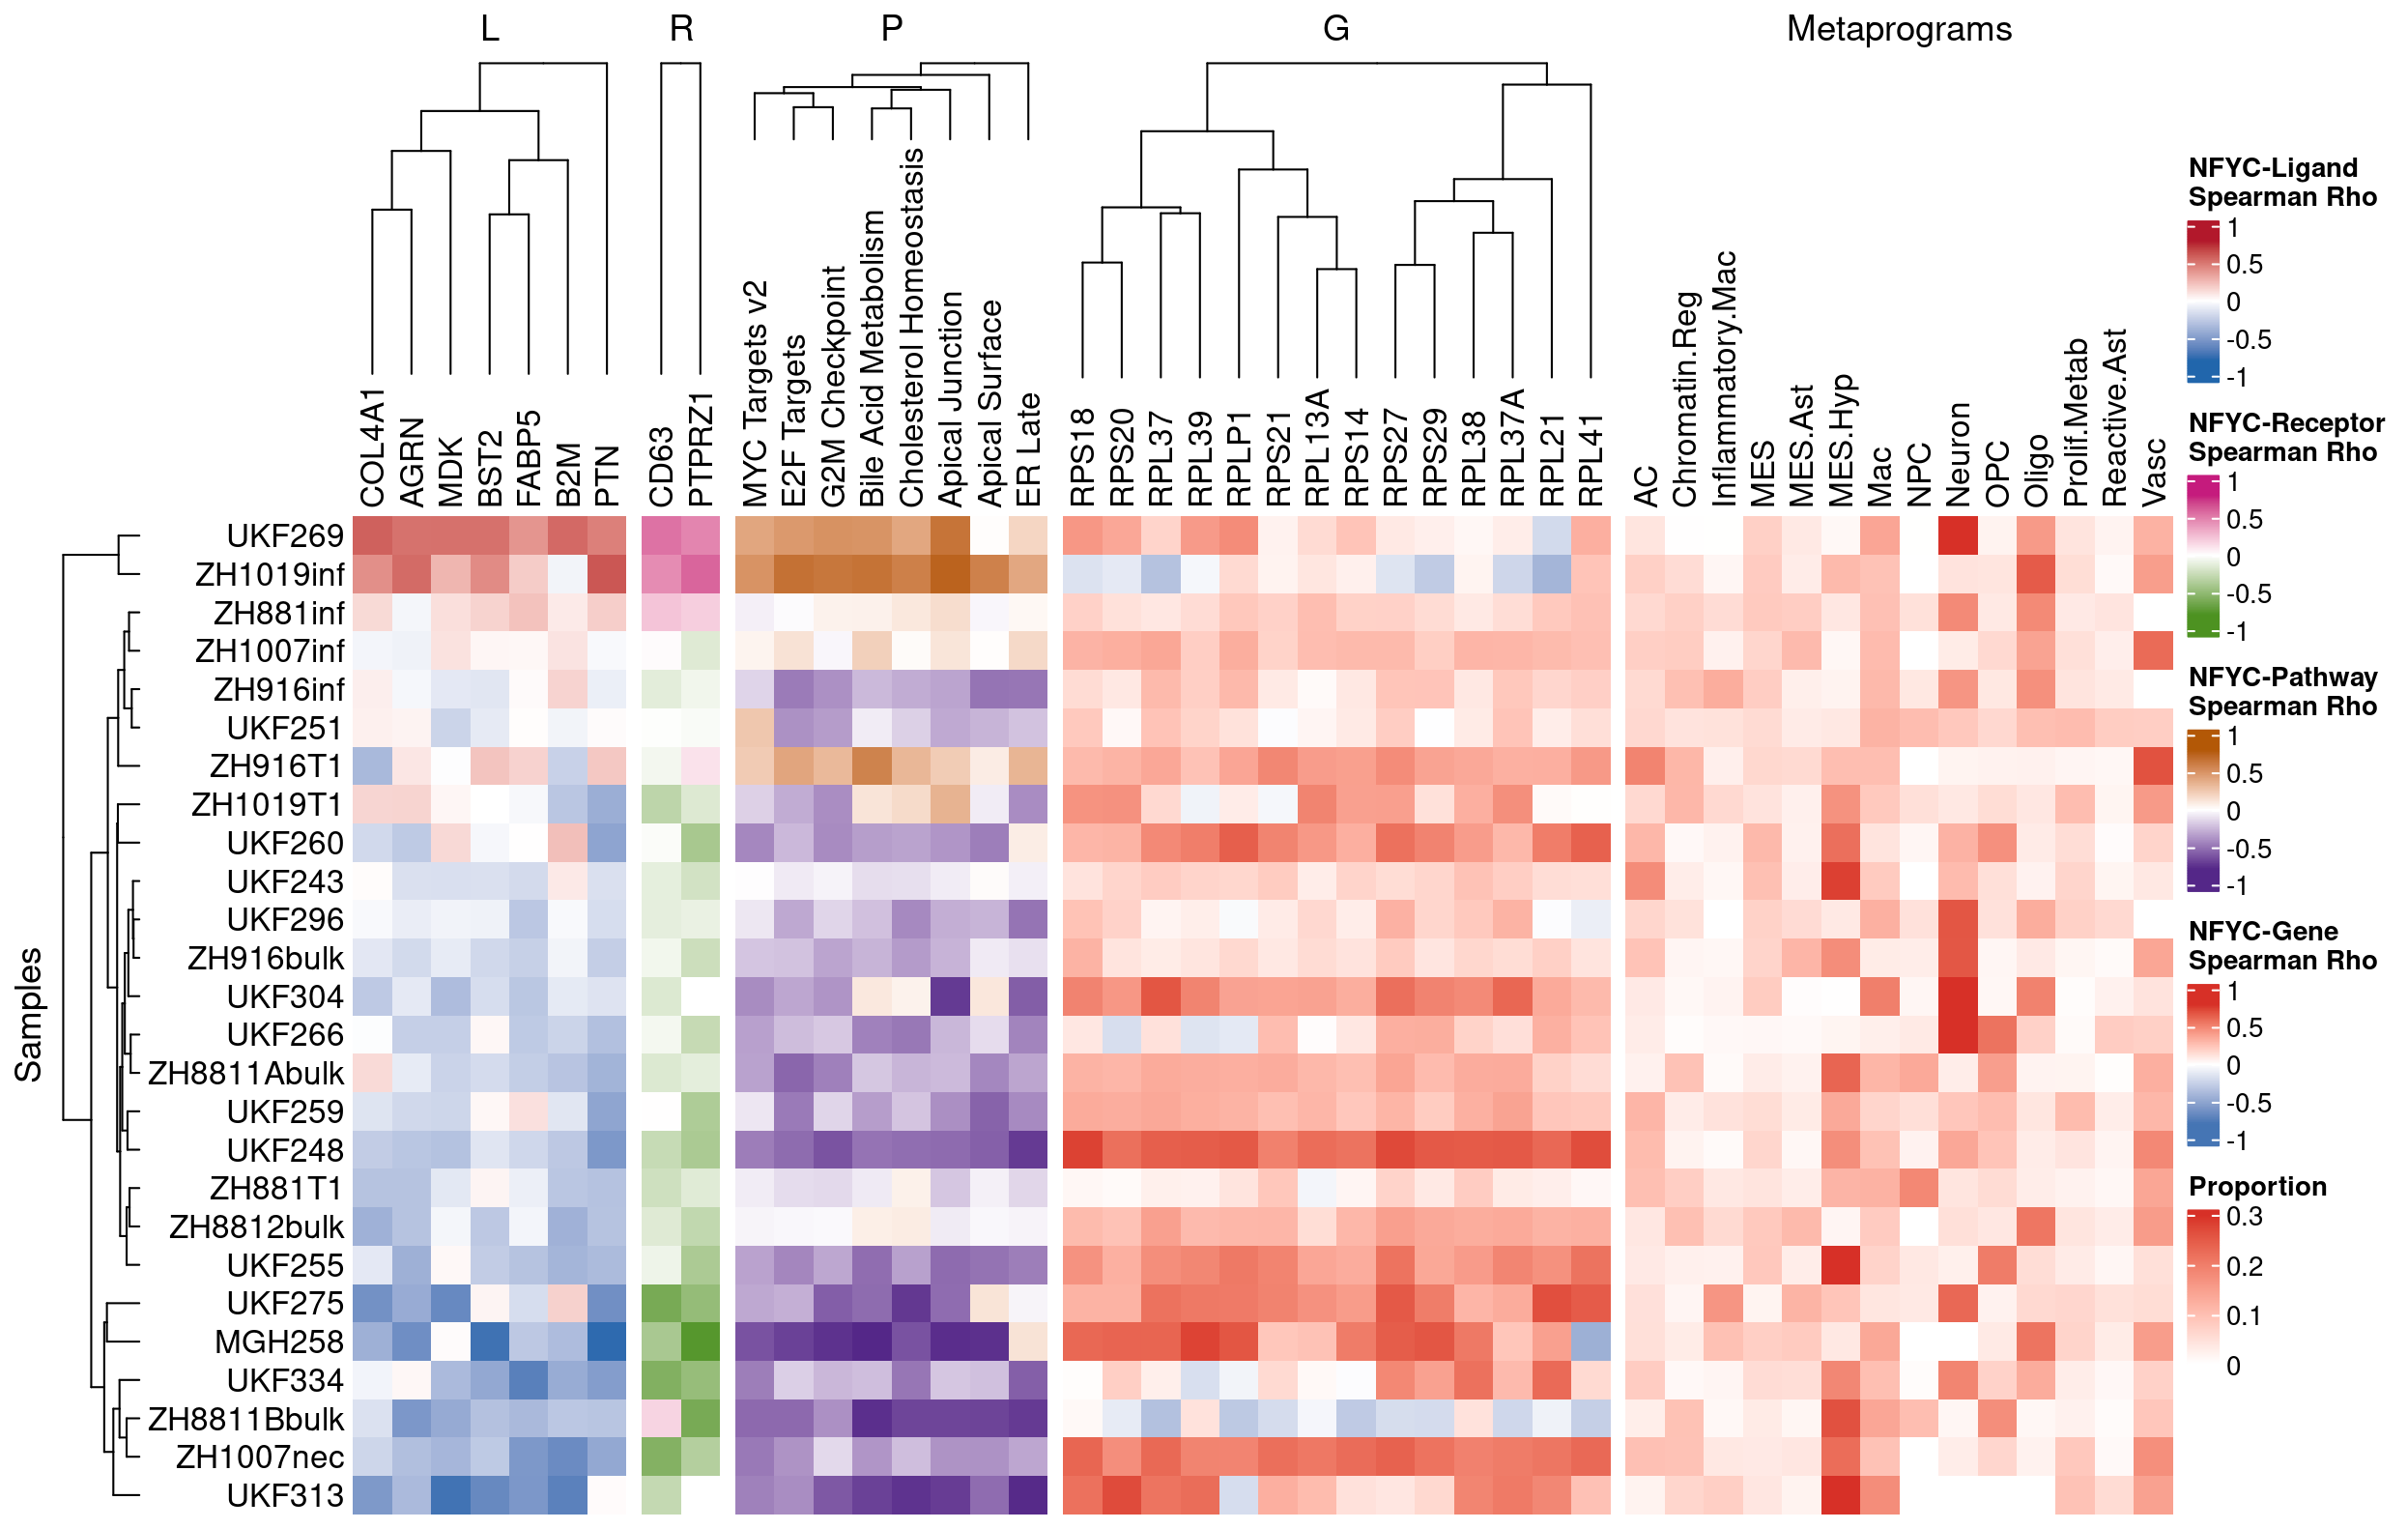 L R P G Metaprograms
COL4A1
AGRN
MDK
BST2
FABP5
B2M
PTN
CD63
PTPRZ1
MYC Targets v2
E2F Targets
G2M Checkpoint
Bile Acid Metabolism
Cholesterol Homeostasis
Apical Junction
Apical Surface
ER Late
RPS18
RPS20
RPL37
RPL39
RPLP1
RPS21
RPL13A
RPS14
RPS27
RPS29
RPL38
RPL37A
RPL21
RPL41
AC
Chromatin.Reg
Inflammatory.Mac
MES
MES.Ast
MES.Hyp
Mac
NPC
Neuron
OPC
Oligo
Prolif.Metab
Reactive.Ast
Vasc
Samples
UKF269
ZH1019inf
ZH881inf
ZH1007inf
ZH916inf
UKF251
ZH916T1
ZH1019T1
UKF260
UKF243
UKF296
ZH916bulk
UKF304
UKF266
ZH8811Abulk
UKF259
UKF248
ZH881T1
ZH8812bulk
UKF255
UKF275
MGH258
UKF334
ZH8811Bbulk
ZH1007nec
UKF313
NFYC-Ligand
Spearman Rho
1
0.5
0
-0.5
-1
NFYC-Receptor
Spearman Rho
1
0.5
0
-0.5
-1
NFYC-Pathway
Spearman Rho
1
0.5
0
-0.5
-1
NFYC-Gene
Spearman Rho
1
0.5
0
-0.5
-1
Proportion
0.3
0.2
0.1
0